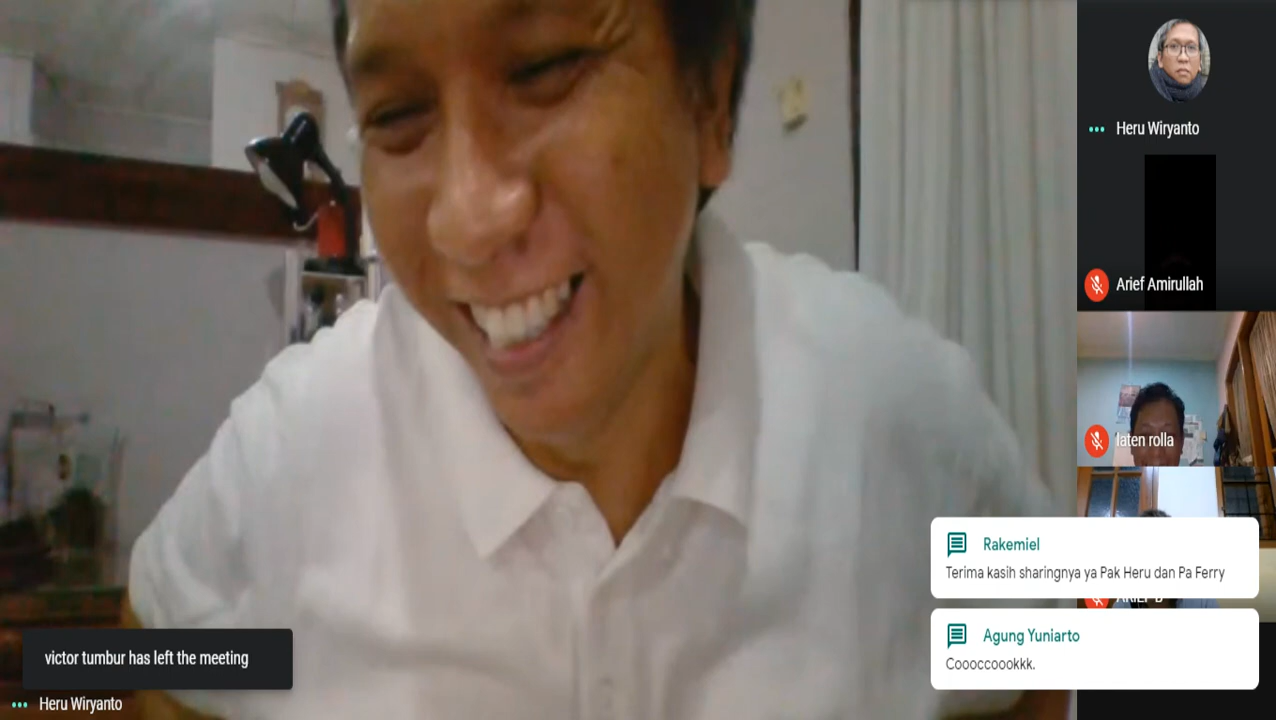 Heru Wiryanto
Arief Amirullah
laten rolla
Rakemiel
Terima kasih sharingnya ya Pak Heru dan Pa Ferry
Agung Yuniarto
Coooccoookkk.
victor tumbur has left the meeting
Heru Wiryanto